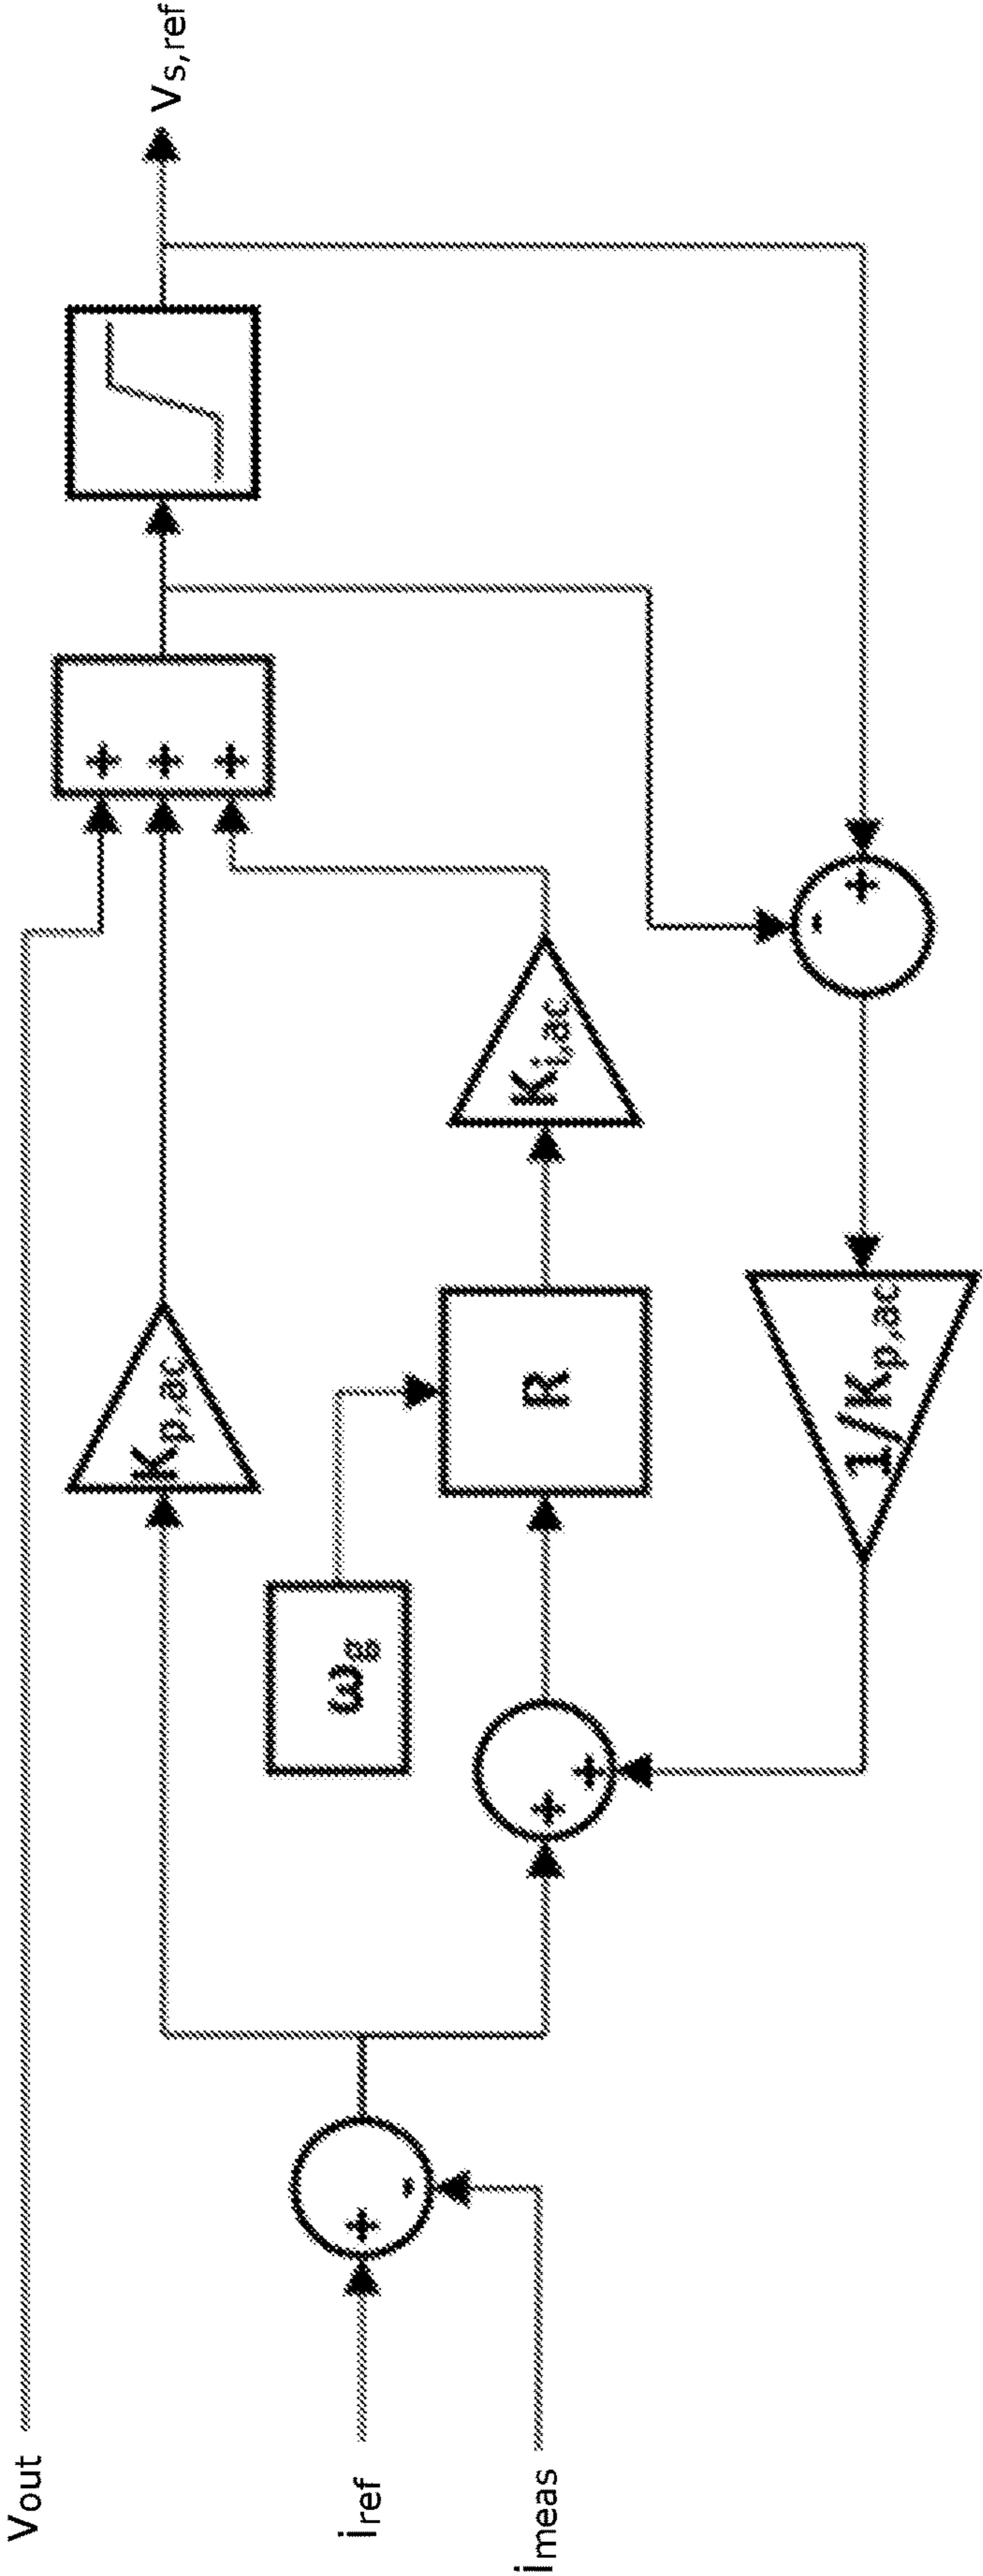 Vout
iref
imeas
+
-
ωg
Kp,ac
+
+
R
Ki,ac
1/Kp,ac
+
+
+
-
+
Vs,ref